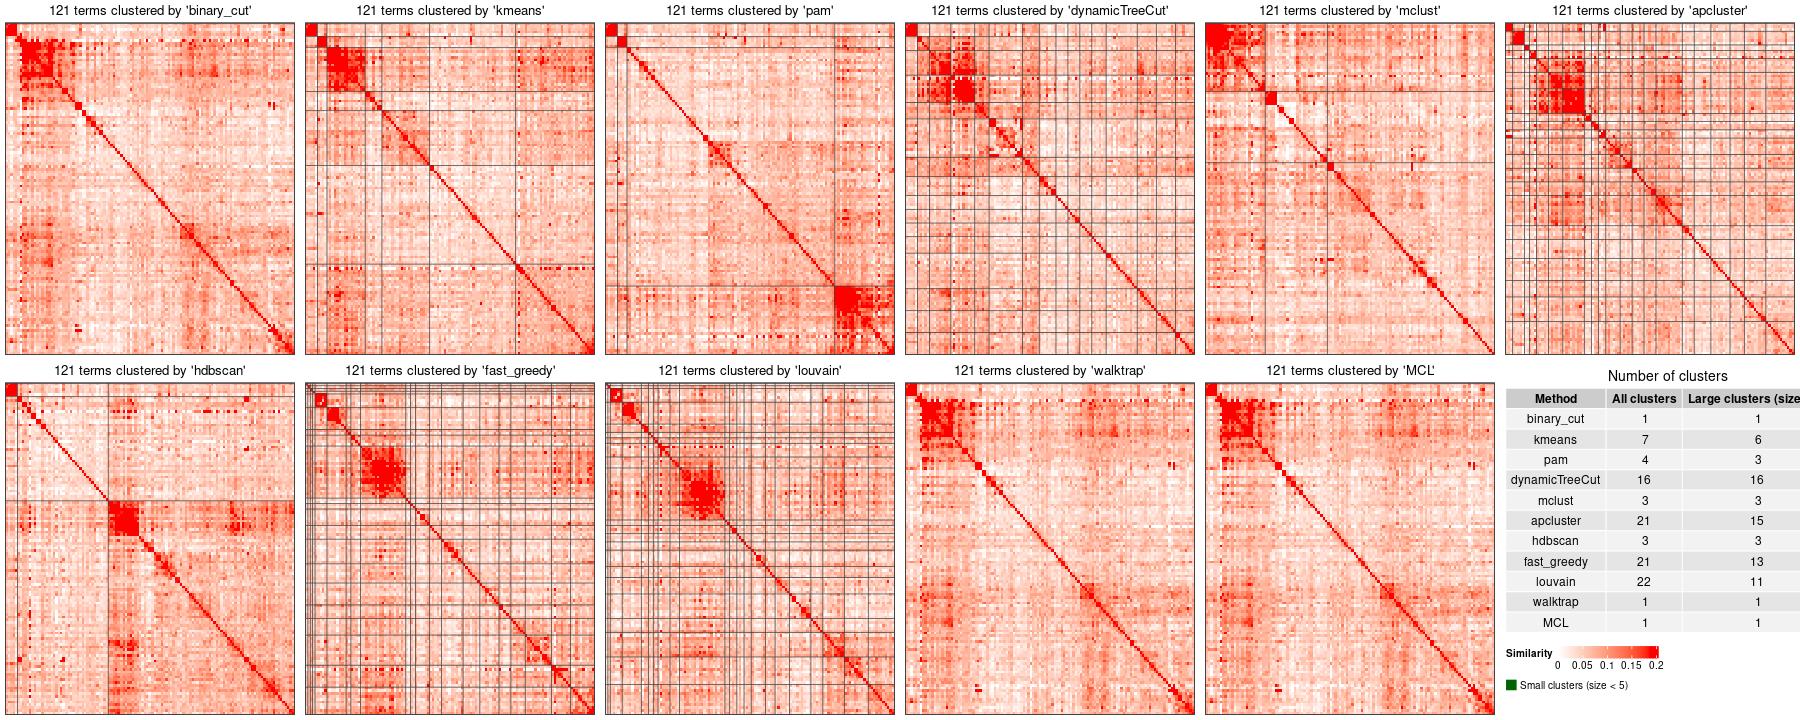 121 terms clustered by 'binary_cut'
121 terms clustered by 'kmeans'
121 terms clustered by 'pam'
121 terms clustered by 'dynamicTreeCut'
121 terms clustered by 'mclust'
121 terms clustered by 'apcluster'
121 terms clustered by 'hdbscan'
121 terms clustered by 'fast_greedy'
121 terms clustered by 'louvain'
121 terms clustered by 'walktrap'
121 terms clustered by 'MCL'
Number of clusters
Method All clusters Large clusters (size
binary_cut 1 1
kmeans 7 6
pam 4 3
dynamicTreeCut 16 16
mclust 3 3
apcluster 21 15
hdbscan 3 3
fast_greedy 21 13
louvain 22 11
walktrap 1 1
MCL 1 1
Similarity
0 0.05 0.1 0.15 0.2
Small clusters (size < 5)